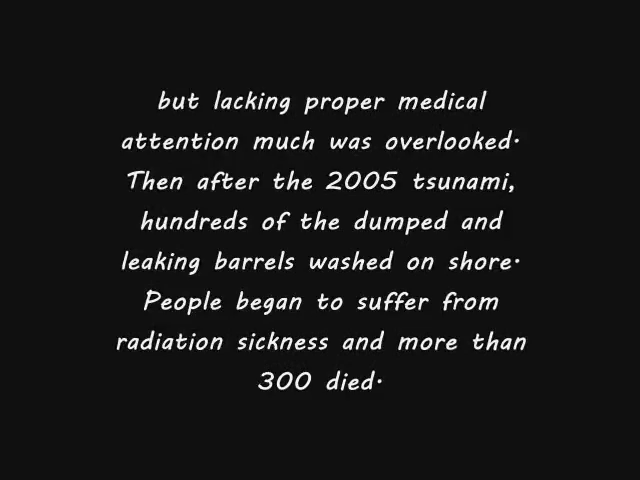 but lacking proper medical
attention much was overlooked.
Then after the 2005 tsunami,
hundreds of the dumped and
leaking barrels washed on shore.
People began to suffer from
radiation sickness and more than
300 died.